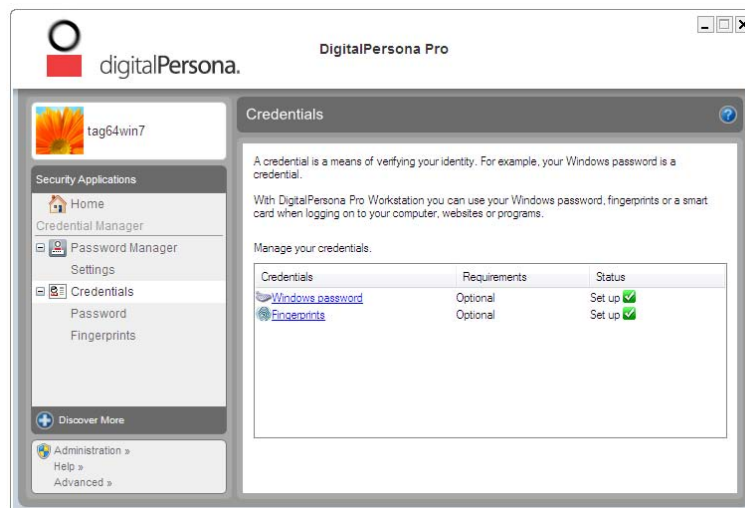 digitalPersona.
DigitalPersona Pro
tag64win7
Security Applications
Home
Credential Manager
Password Manager
Settings
Credentials
Password
Fingerprints
Discover More
Administration »
Help »
Advanced »
Credentials
A credential is a means of verifying your identity. For example, your Windows password is a
credential.
With DigitalPersona Pro Workstation you can use your Windows password, fingerprints or a smart
card when logging on to your computer, websites or programs.
Manage your credentials.
Credentials Requirements Status
Windows password Optional Set up
Fingerprints Optional Set up